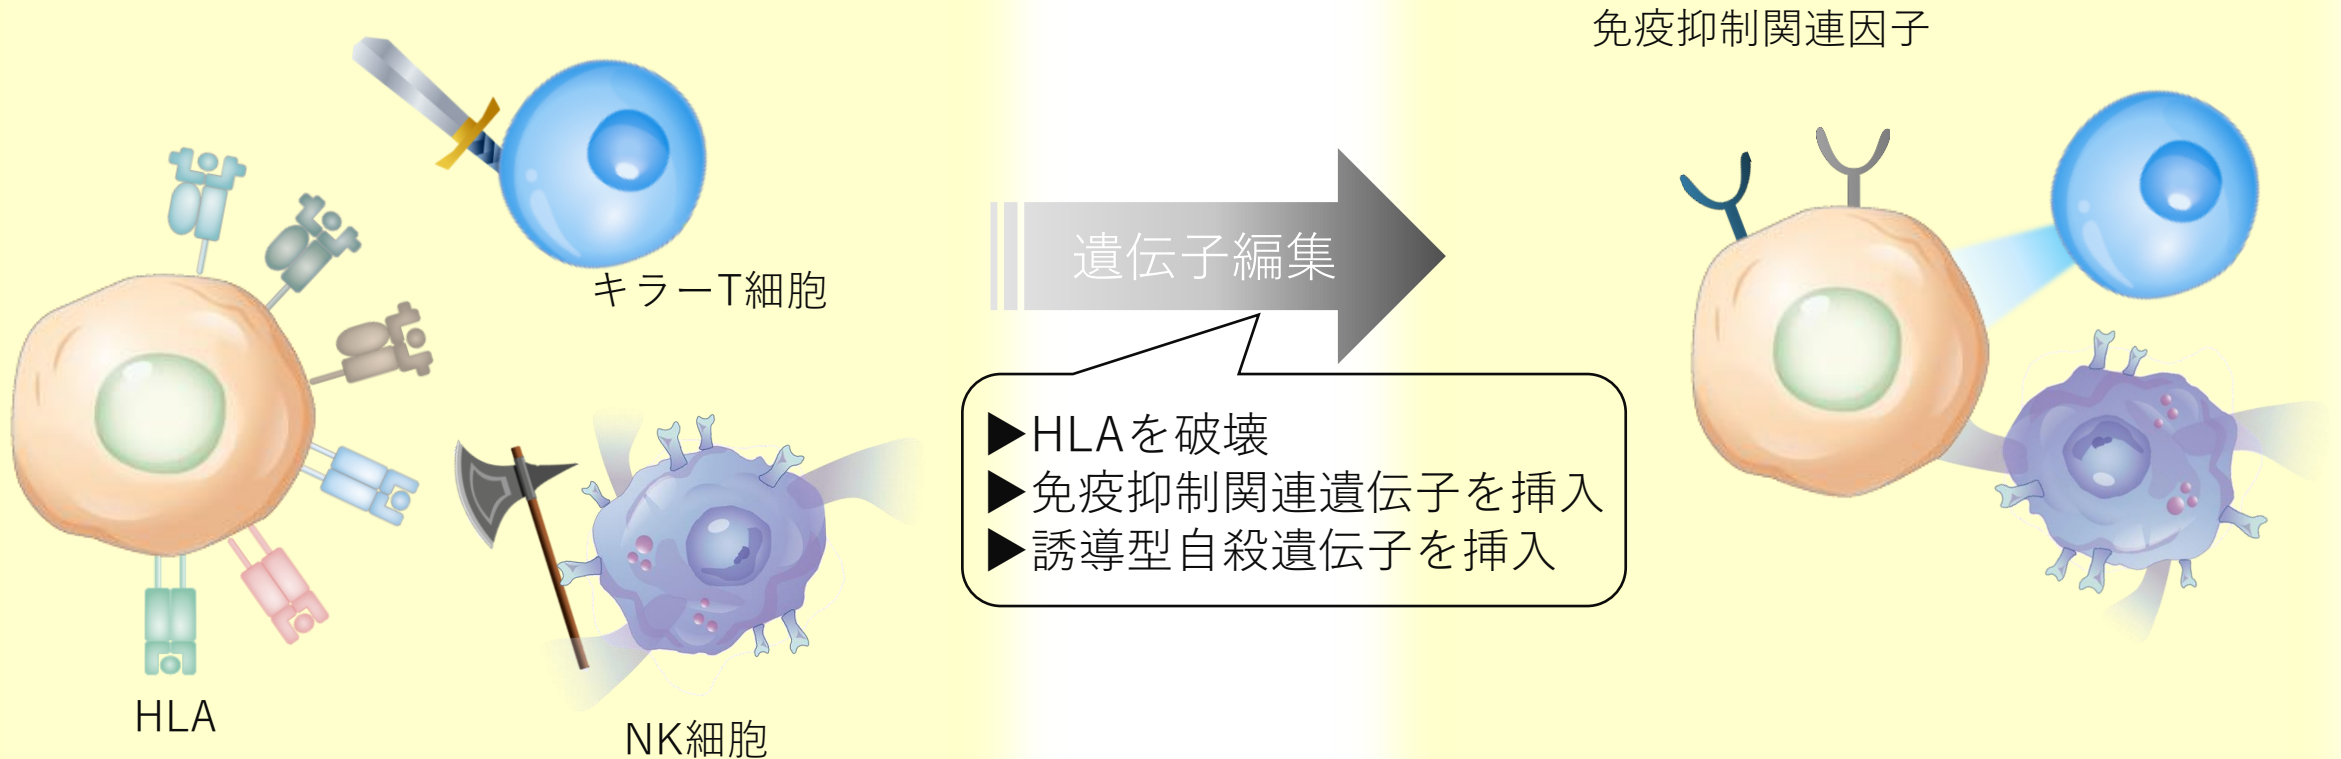 免疫抑制関連因子
キラーT細胞
遺伝子編集
▶HLAを破壊
▶免疫抑制関連遺伝子を挿入
▶誘導型自殺遺伝子を挿入
HLA
NK細胞